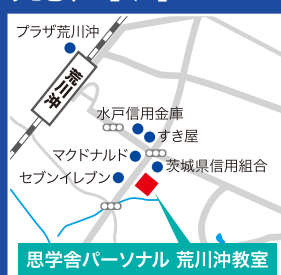 プラザ荒川沖
荒川沖
水戸信用金庫
すき屋
マクドナルド
茨城県信用組合
セブンイレブン
思学舎パーソナル 荒川沖教室